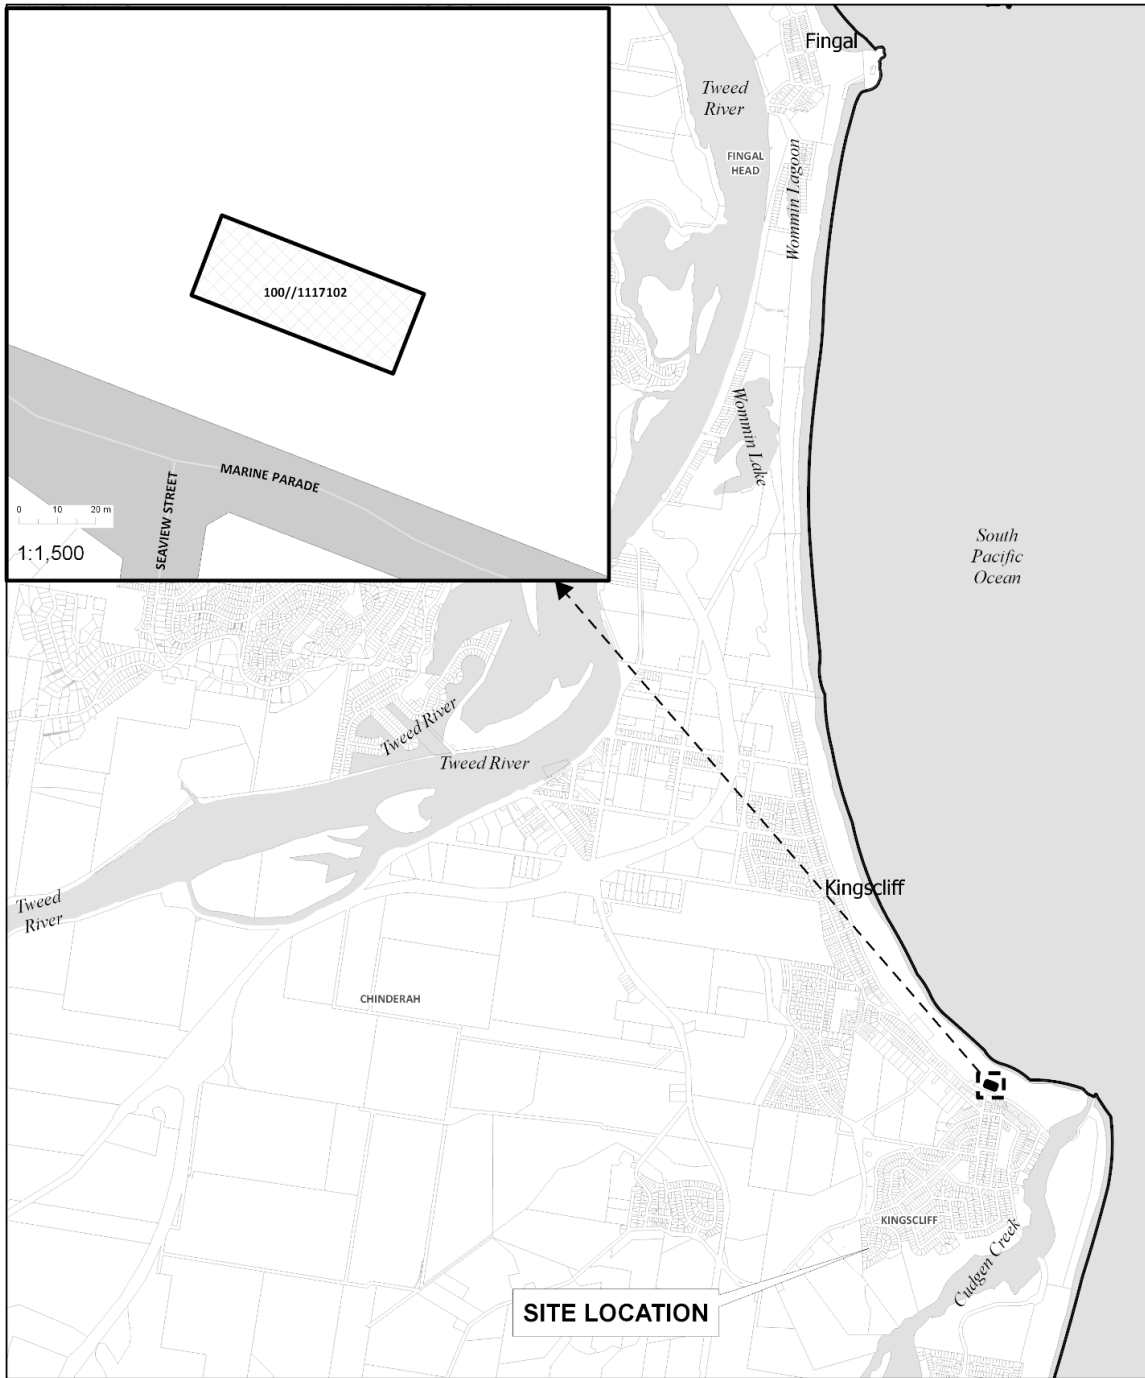 Fingal
Tweed
River
FINGAL
HEAD
Wommin Lagoon
100//1117102
Wommin Lake
MARINE PARADE
SEAVIEW STREET
0 10 20 m
1:1,500
South
Pacific
Ocean
Tweed River
Tweed River
Kingscliff
Tweed
River
CHINDERAH
KINGSCLIFF
Cudgen Creek
SITE LOCATION